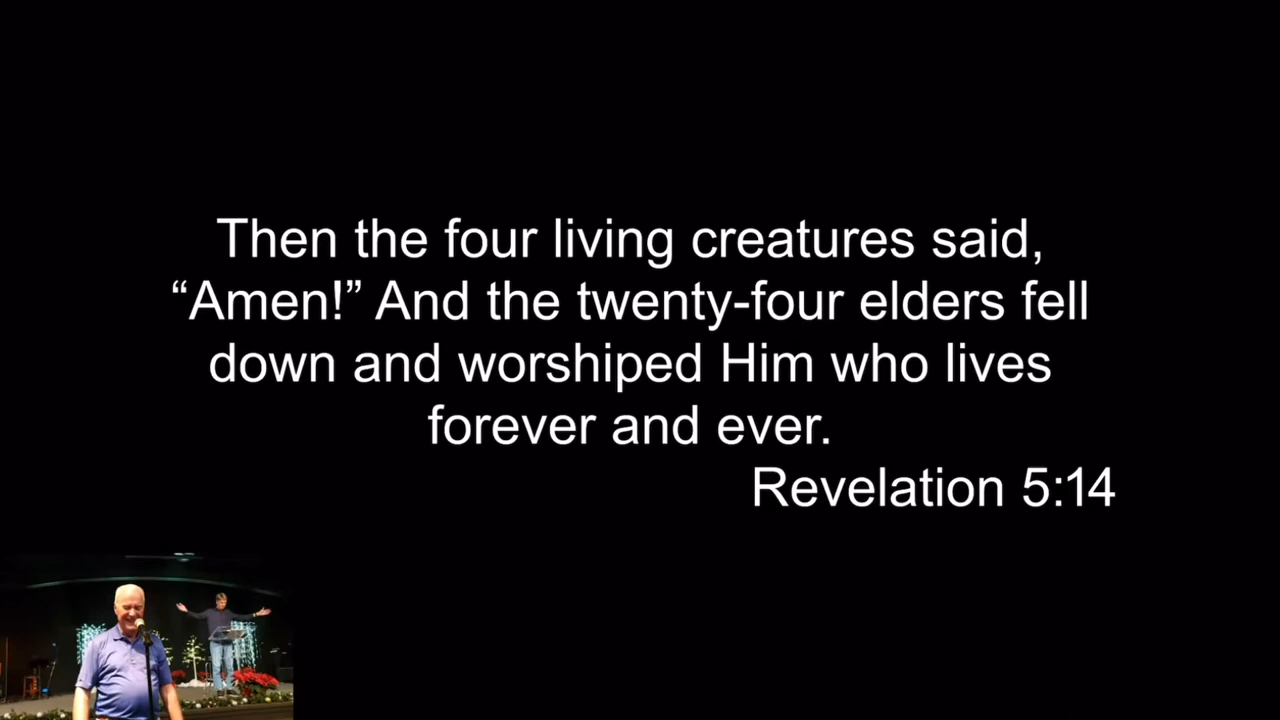 Then the four living creatures said,
“Amen!” And the twenty-four elders fell
down and worshiped Him who lives
forever and ever.
Revelation 5:14